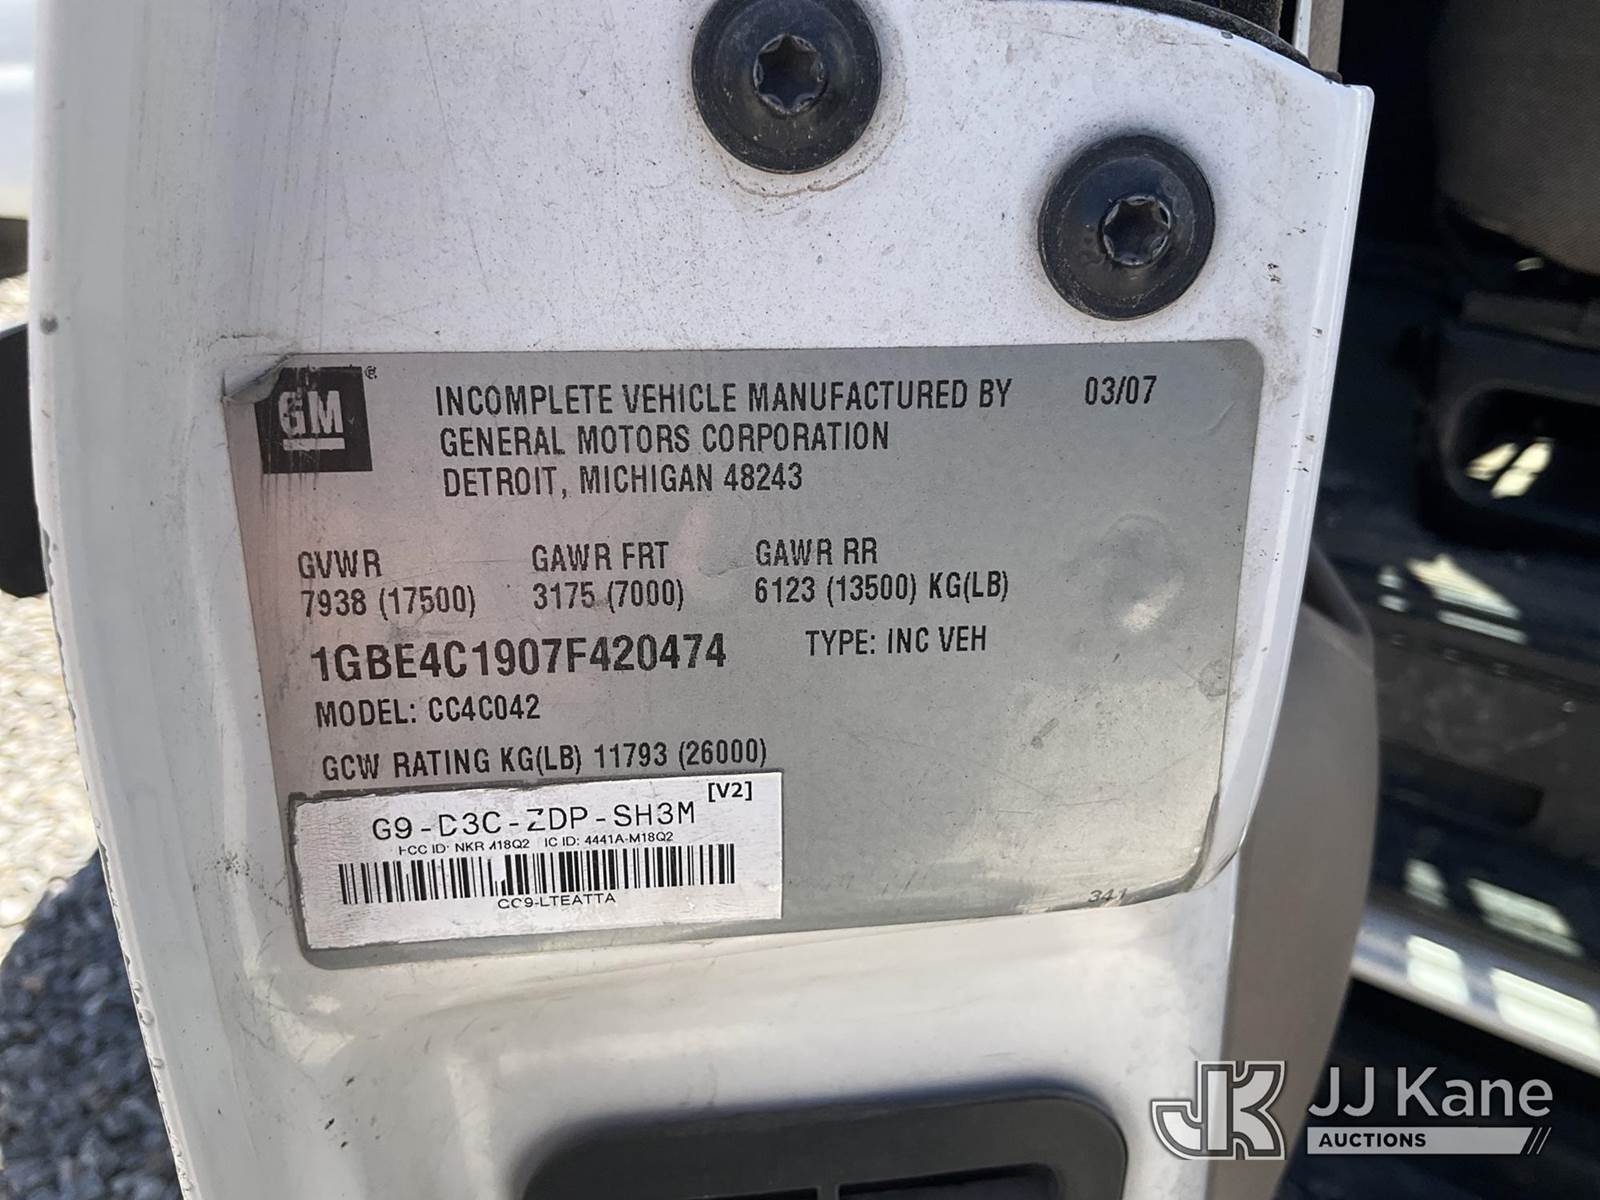 GM
INCOMPLETE VEHICLE MANUFACTURED BY 03/07
GENERAL MOTORS CORPORATION
DETROIT, MICHIGAN 48243
GVWR GAWR FRT GAWR RR
7938 (17500) 3175 (7000) 6123 (13500) KG(LB)
1GBE4C1907F420474 TYPE: INC VEH
MODEL: CC4C042
GCW RATING KG(LB) 11793 (26000)
[V2]
G9-D3C-ZDP-SH3M
FCC ID: NKR M18Q2 IC ID: 4441A-M18Q2
CC9-LTEATTA
341
JK JJ Kane
AUCTIONS